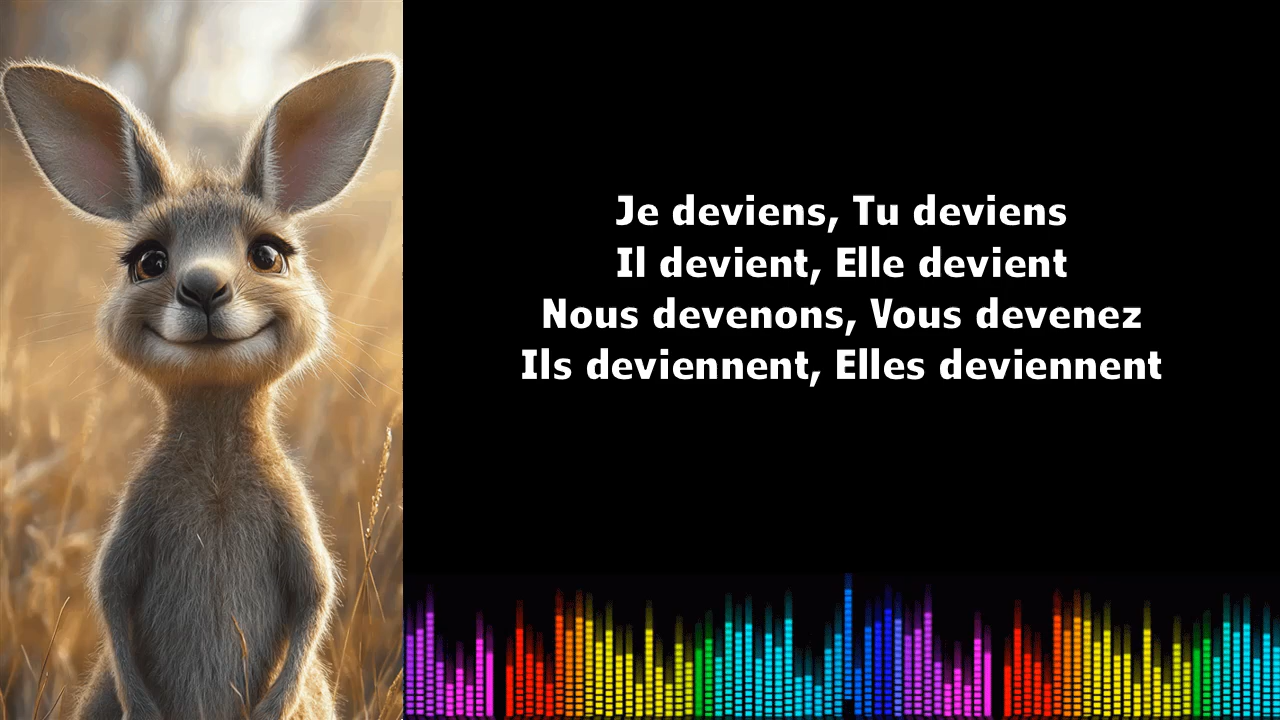 Je deviens, Tu deviens
Il devient, Elle devient
Nous devenons, Vous devenez
Ils deviennent, Elles deviennent